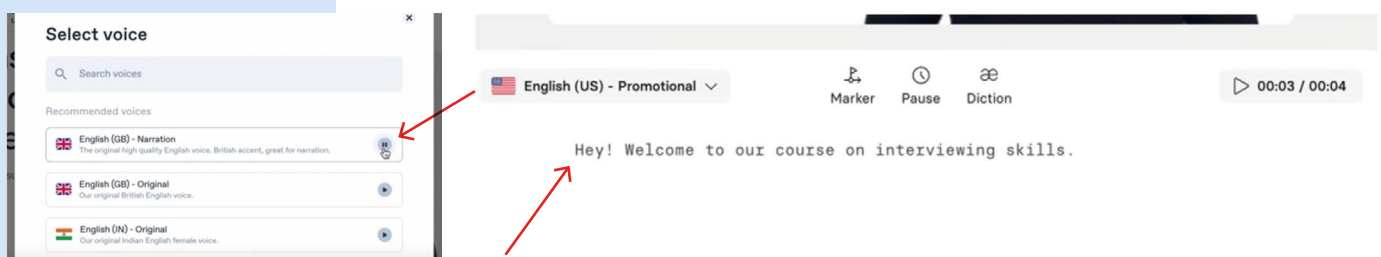 Select voice
Search voices
Recommended voices
English (GB) - Narration
The original high quality English voice. British accent, great for narration.
English (GB) - Original
Our original British English voice.
English (IN) - Original
Our original Indian English female voice.
English (US) - Promotional
Marker
Pause
æ
Diction
00:03 / 00:04
Hey! Welcome to our course on interviewing skills.